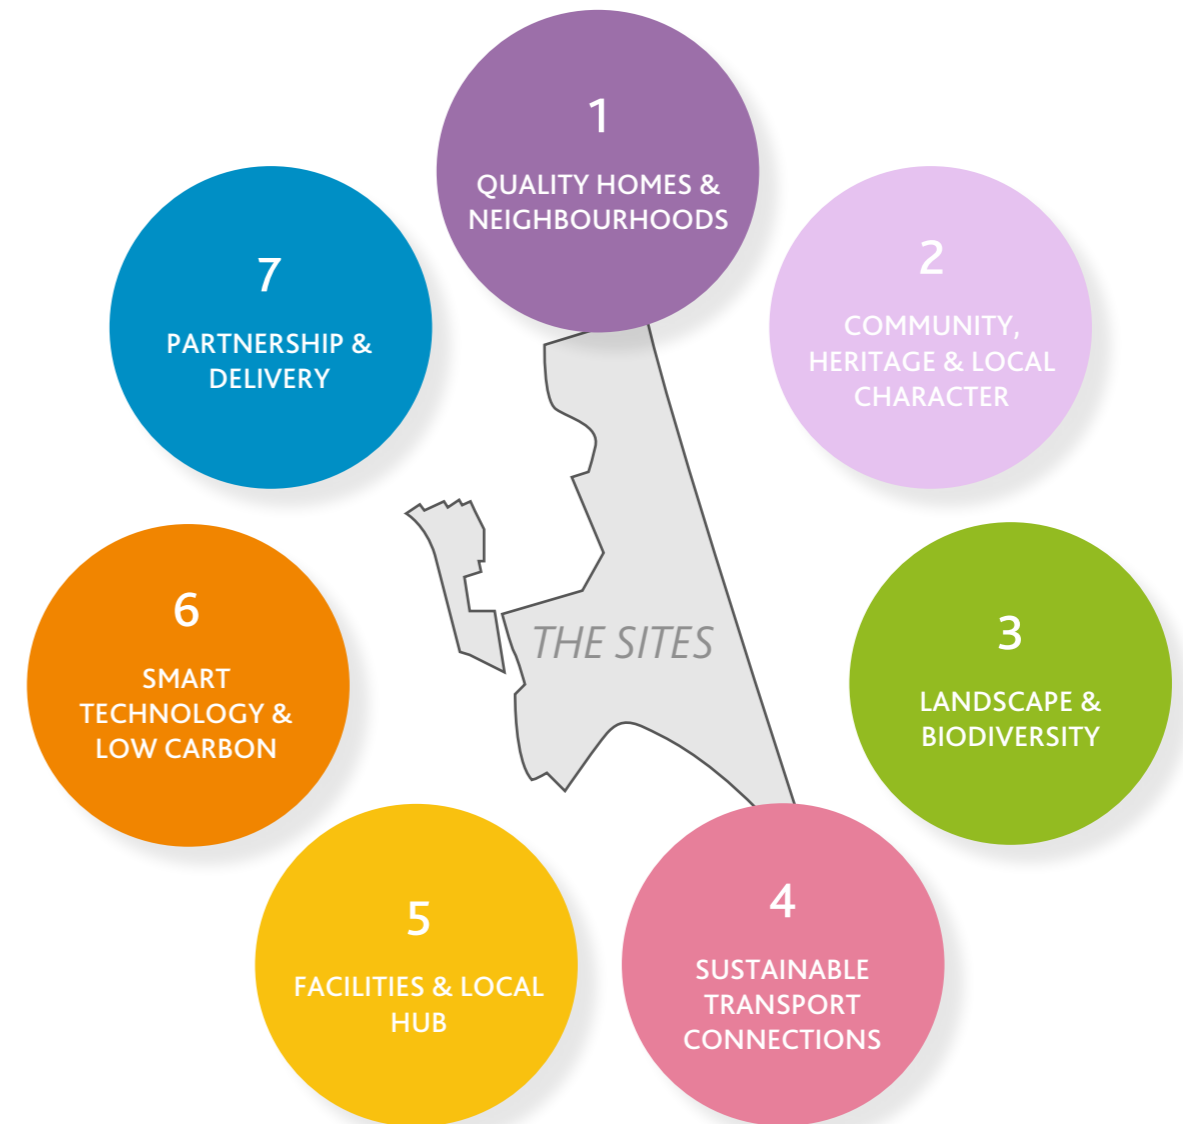 1
QUALITY HOMES &
NEIGHBOURHOODS
2
COMMUNITY,
HERITAGE & LOCAL
CHARACTER
3
LANDSCAPE &
BIODIVERSITY
4
SUSTAINABLE
TRANSPORT
CONNECTIONS
5
FACILITIES & LOCAL
HUB
6
SMART
TECHNOLOGY &
LOW CARBON
7
PARTNERSHIP &
DELIVERY
THE SITES